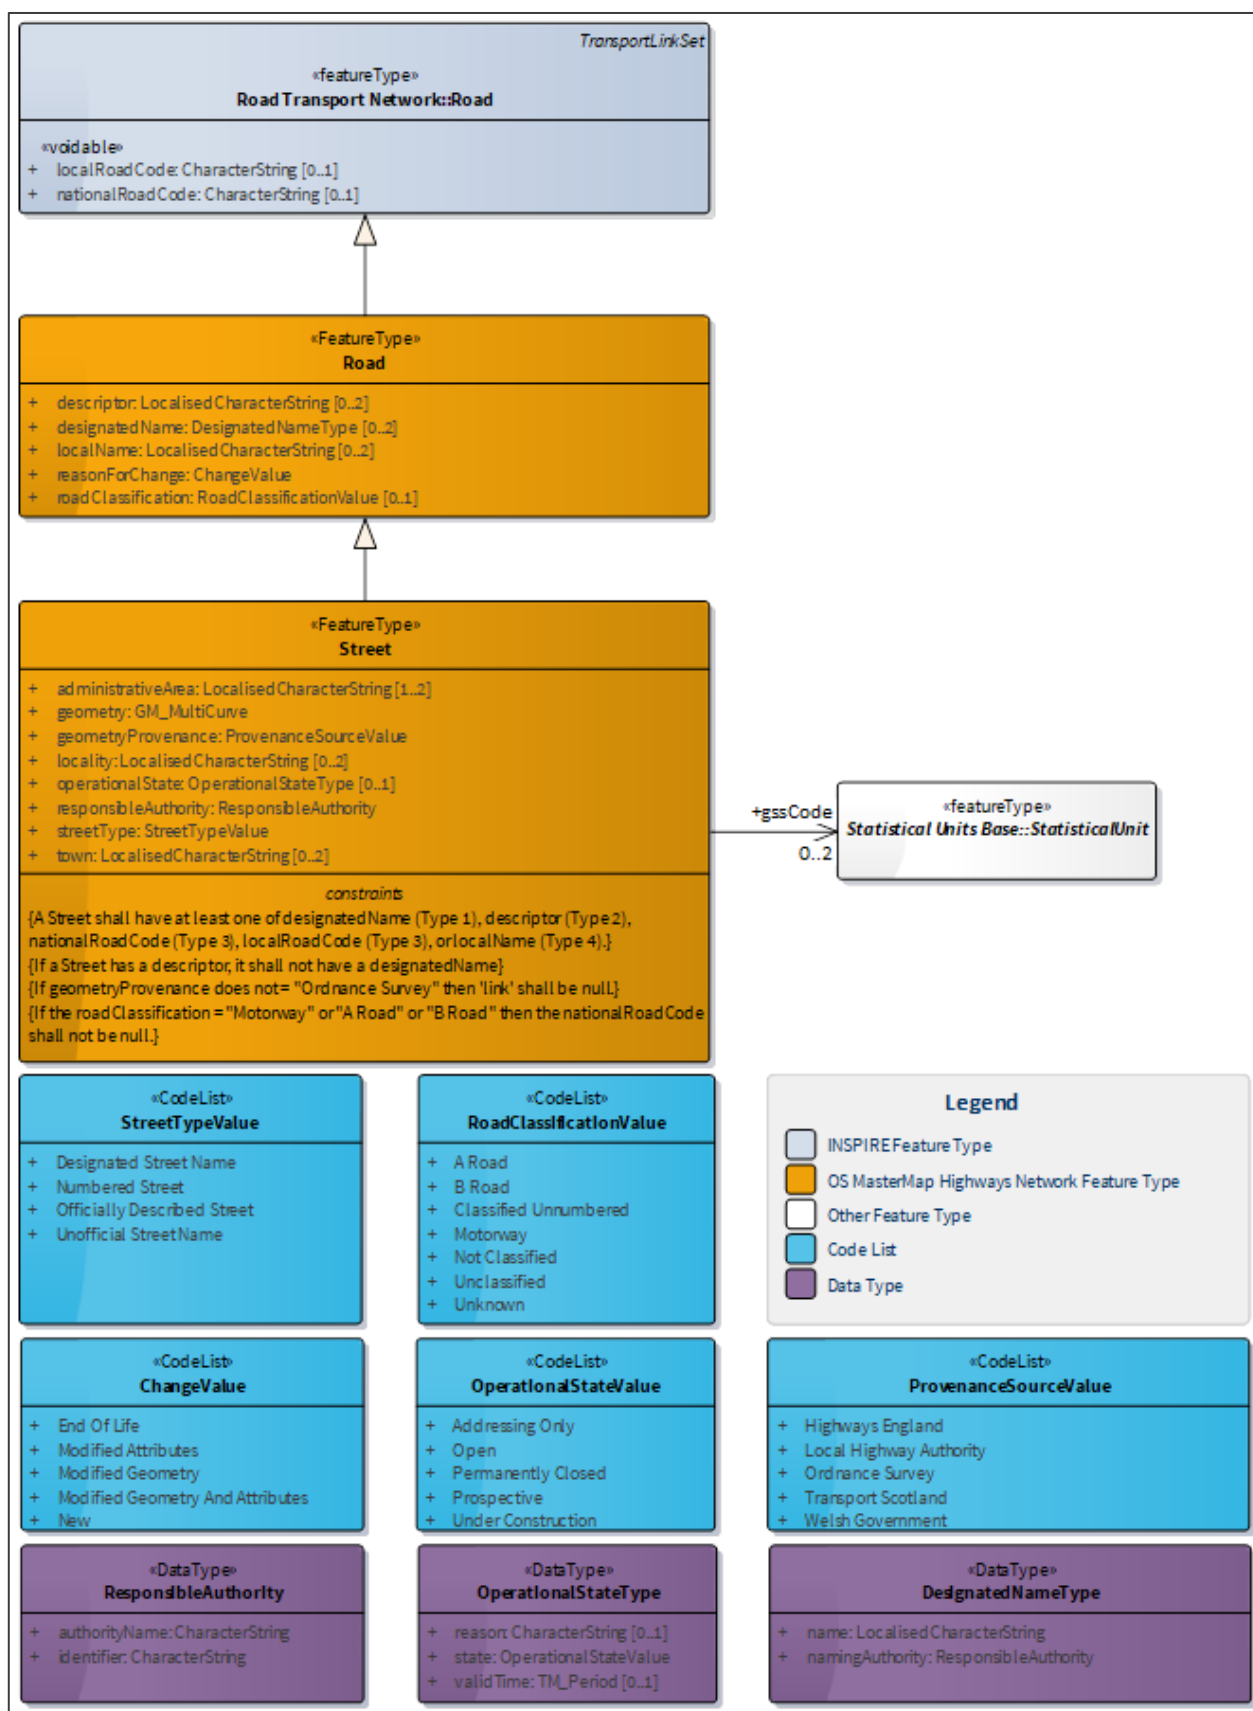 TransportLinkSet
«featureType»
Road Transport Network::Road
«voidable»
+ localRoadCode: CharacterString [0..1]
+ nationalRoadCode: CharacterString [0..1]
«FeatureType»
Road
+ descriptor: LocalisedCharacterString [0..2]
+ designatedName: DesignatedNameType [0..2]
+ localName: LocalisedCharacterString [0..2]
+ reasonForChange: ChangeValue
+ roadClassification: RoadClassificationValue [0..1]
«FeatureType»
Street
+ administrativeArea: LocalisedCharacterString [1..2]
+ geometry: GM_MultiCurve
+ geometryProvenance: ProvenanceSourceValue
+ locality: LocalisedCharacterString [0..2]
+ operationalState: OperationalStateType [0..1]
+ responsibleAuthority: ResponsibleAuthority
+ streetType: StreetTypeValue
+ town: LocalisedCharacterString [0..2]
constraints
{A Street shall have at least one of designatedName (Type 1), descriptor (Type 2),
nationalRoadCode (Type 3), localRoadCode (Type 3), or localName (Type 4).}
{If a Street has a descriptor, it shall not have a designatedName}
{If geometryProvenance does not = "Ordnance Survey" then 'link' shall be null.}
{If the roadClassification = "Motorway" or "A Road" or "B Road" then the nationalRoadCode
shall not be null.}
+gssCode
0..2
«featureType»
Statistical Units Base::StatisticalUnit
«CodeList»
StreetTypeValue
+ Designated Street Name
+ Numbered Street
+ Officially Described Street
+ Unofficial Street Name
«CodeList»
RoadClassificationValue
+ A Road
+ B Road
+ Classified Unnumbered
+ Motorway
+ Not Classified
+ Unclassified
+ Unknown
Legend
INSPIRE Feature Type
OS MasterMap Highways Network Feature Type
Other Feature Type
Code List
Data Type
«CodeList»
ChangeValue
+ End Of Life
+ Modified Attributes
+ Modified Geometry
+ Modified Geometry And Attributes
+ New
«CodeList»
OperationalStateValue
+ Addressing Only
+ Open
+ Permanently Closed
+ Prospective
+ Under Construction
«CodeList»
ProvenanceSourceValue
+ Highways England
+ Local Highway Authority
+ Ordnance Survey
+ Transport Scotland
+ Welsh Government
«DataType»
ResponsibleAuthority
+ authorityName: CharacterString
+ identifier: CharacterString
«DataType»
OperationalStateType
+ reason: CharacterString [0..1]
+ state: OperationalStateValue
+ validTime: TM_Period [0..1]
«DataType»
DesignatedNameType
+ name: LocalisedCharacterString
+ namingAuthority: ResponsibleAuthority